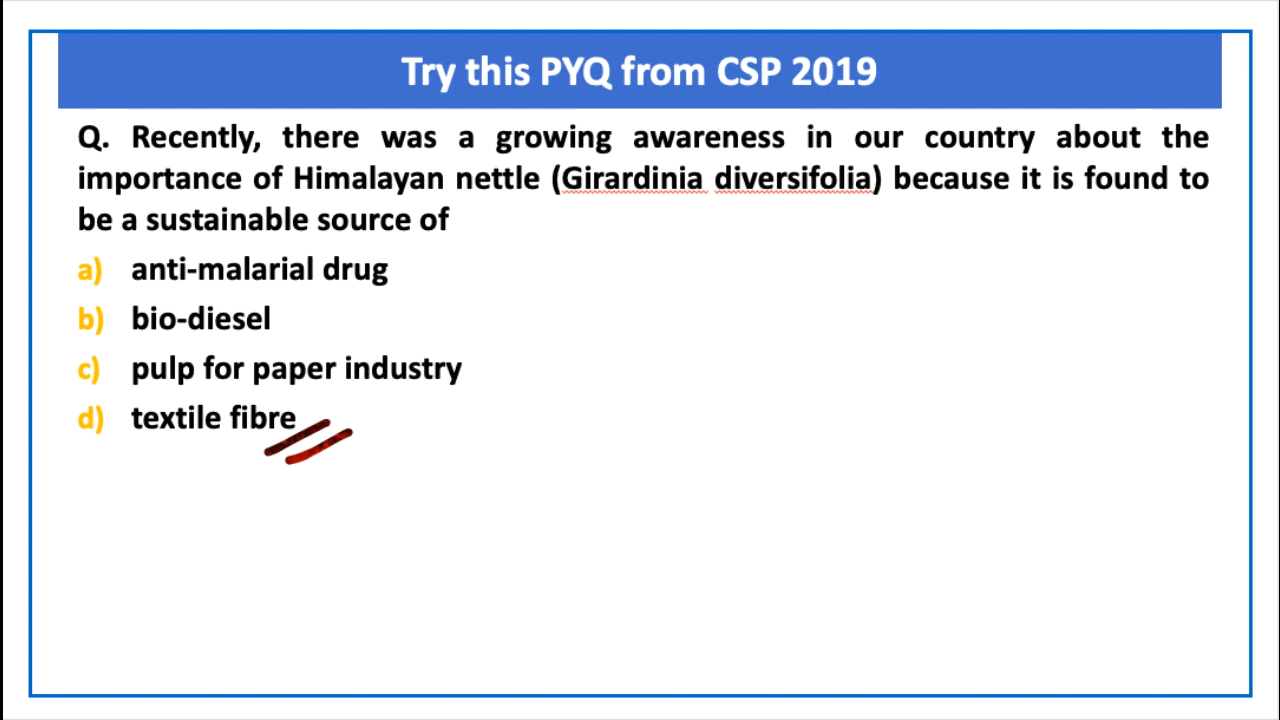 Try this PYQ from CSP 2019
Q. Recently, there was a growing awareness in our country about the
importance of Himalayan nettle (Girardinia diversifolia) because it is found to
be a sustainable source of
a) anti-malarial drug
b) bio-diesel
c) pulp for paper industry
d) textile fibre